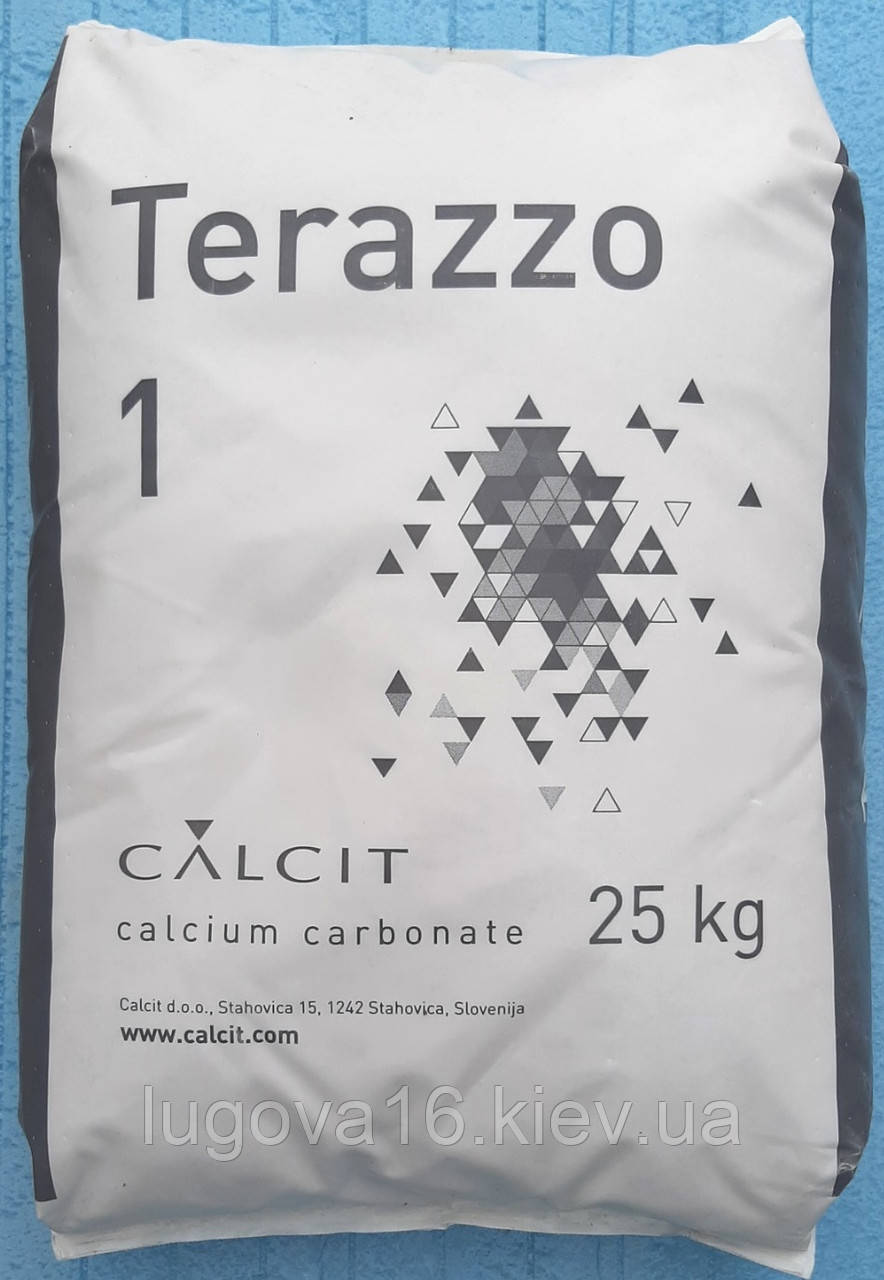 Terazzo
1
CALCIT
calcium carbonate
25 kg
Calcit d.o.o., Stahovica 15, 1242 Stahovica, Slovenija
www.calcit.com
lugova16.kiev.ua